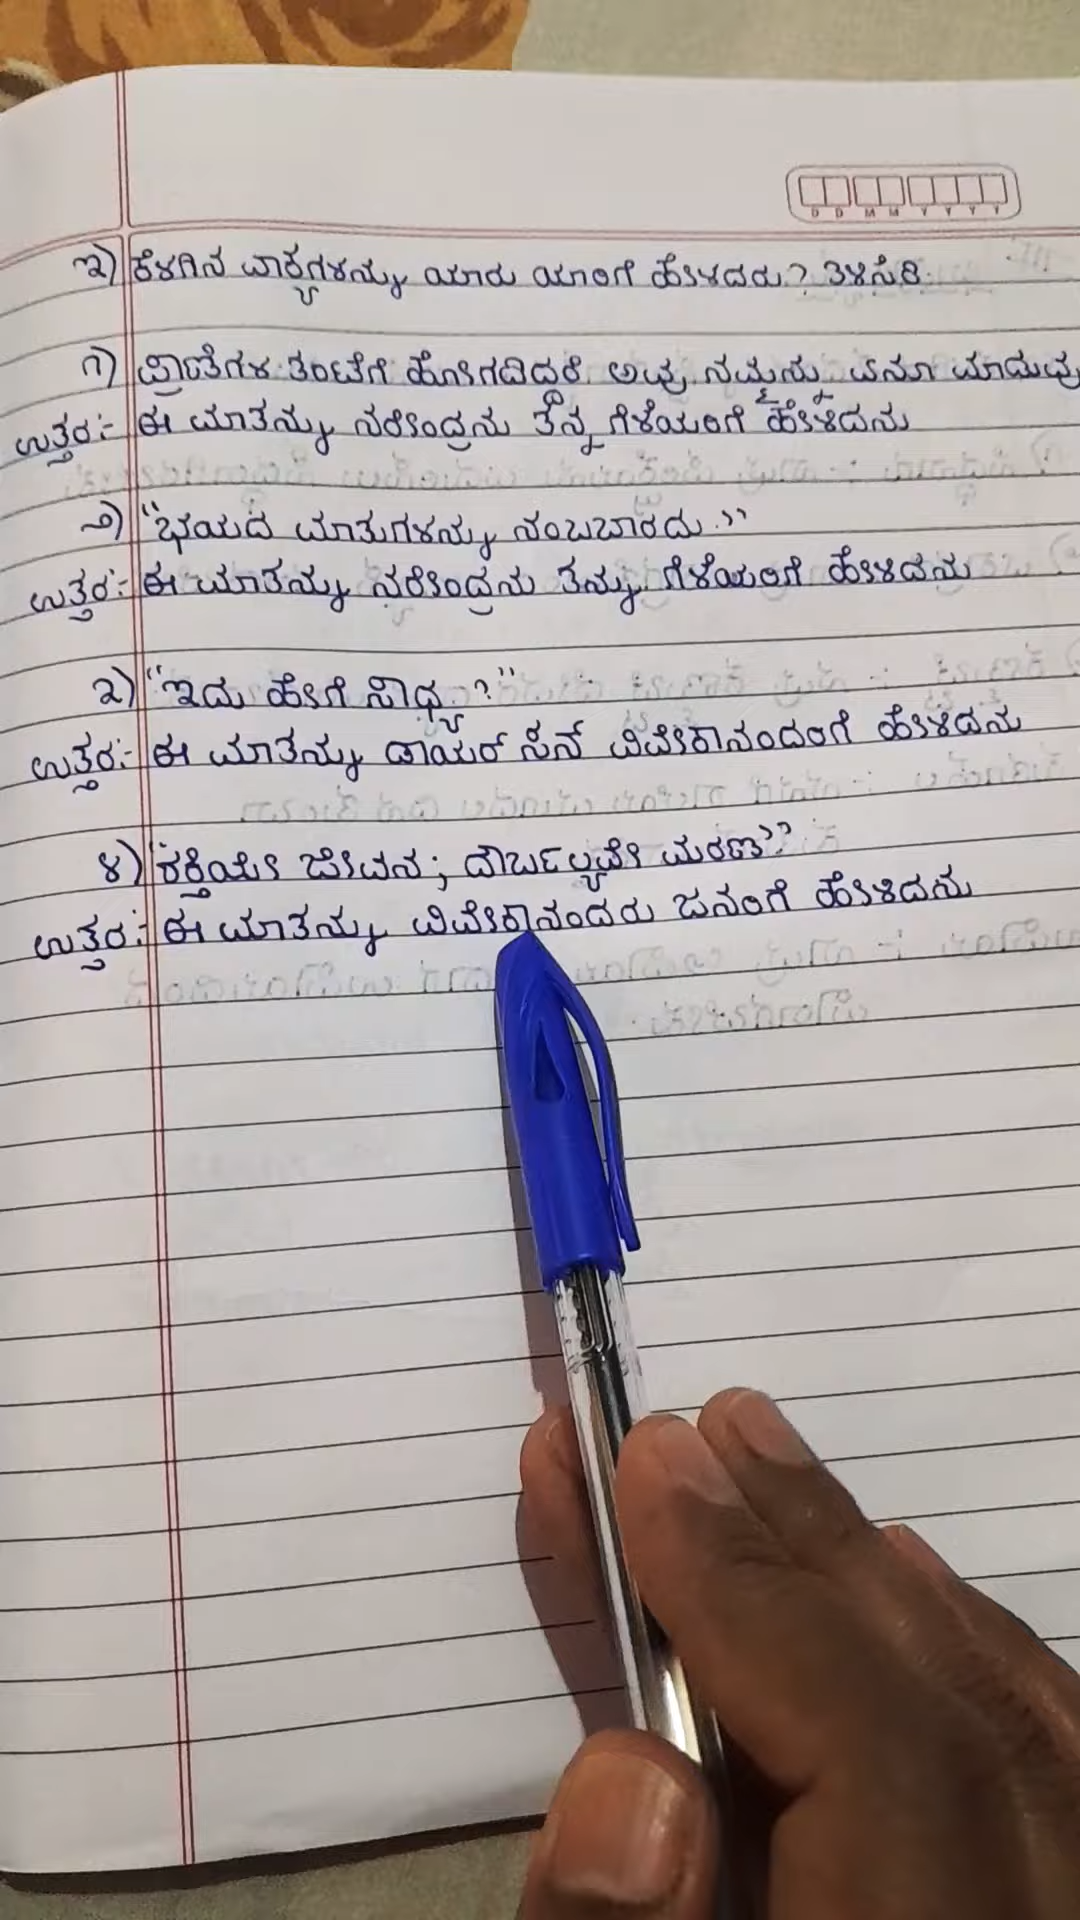 D D M M Y Y Y Y
ಇ) ಕೆಳಗಿನ ವಾಕ್ಯಗಳನ್ನು ಯಾರು ಯಾರಿಗೆ ಹೇಳಿದರು? ತಿಳಿಸಿರಿ.
೧) ಪ್ರಾಣಿಗಳ ತಂಟೆಗೆ ಹೋಗದಿದ್ದರೆ ಅವು ನಮ್ಮನ್ನು ಏನೂ ಮಾಡುವು
ಉತ್ತರ:- ಈ ಮಾತನ್ನು ನರೇಂದ್ರನು ತನ್ನ ಗೆಳೆಯರಿಗೆ ಹೇಳಿದನು
೨) "ಭಯದ ಮಾತುಗಳನ್ನು ನಂಬಬಾರದು."
ಉತ್ತರ:- ಈ ಮಾತನ್ನು ನರೇಂದ್ರನು ತನ್ನು ಗೆಳೆಯರಿಗೆ ಹೇಳಿದನು
೩) "ಇದು ಹೇಗೆ ಸಾಧ್ಯ?"
ಉತ್ತರ:- ಈ ಮಾತನ್ನು ಡಾಯರ್ ಸನ್ ವಿವೇಕಾನಂದರಿಗೆ ಹೇಳಿದನು
೪) "ಶಕ್ತಿಯೇ ಜೀವನ; ದೌರ್ಬಲ್ಯವೇ ಮರಣ"
ಉತ್ತರ:- ಈ ಮಾತನ್ನು ವಿವೇಕಾನಂದರು ಜನರಿಗೆ ಹೇಳಿದನು